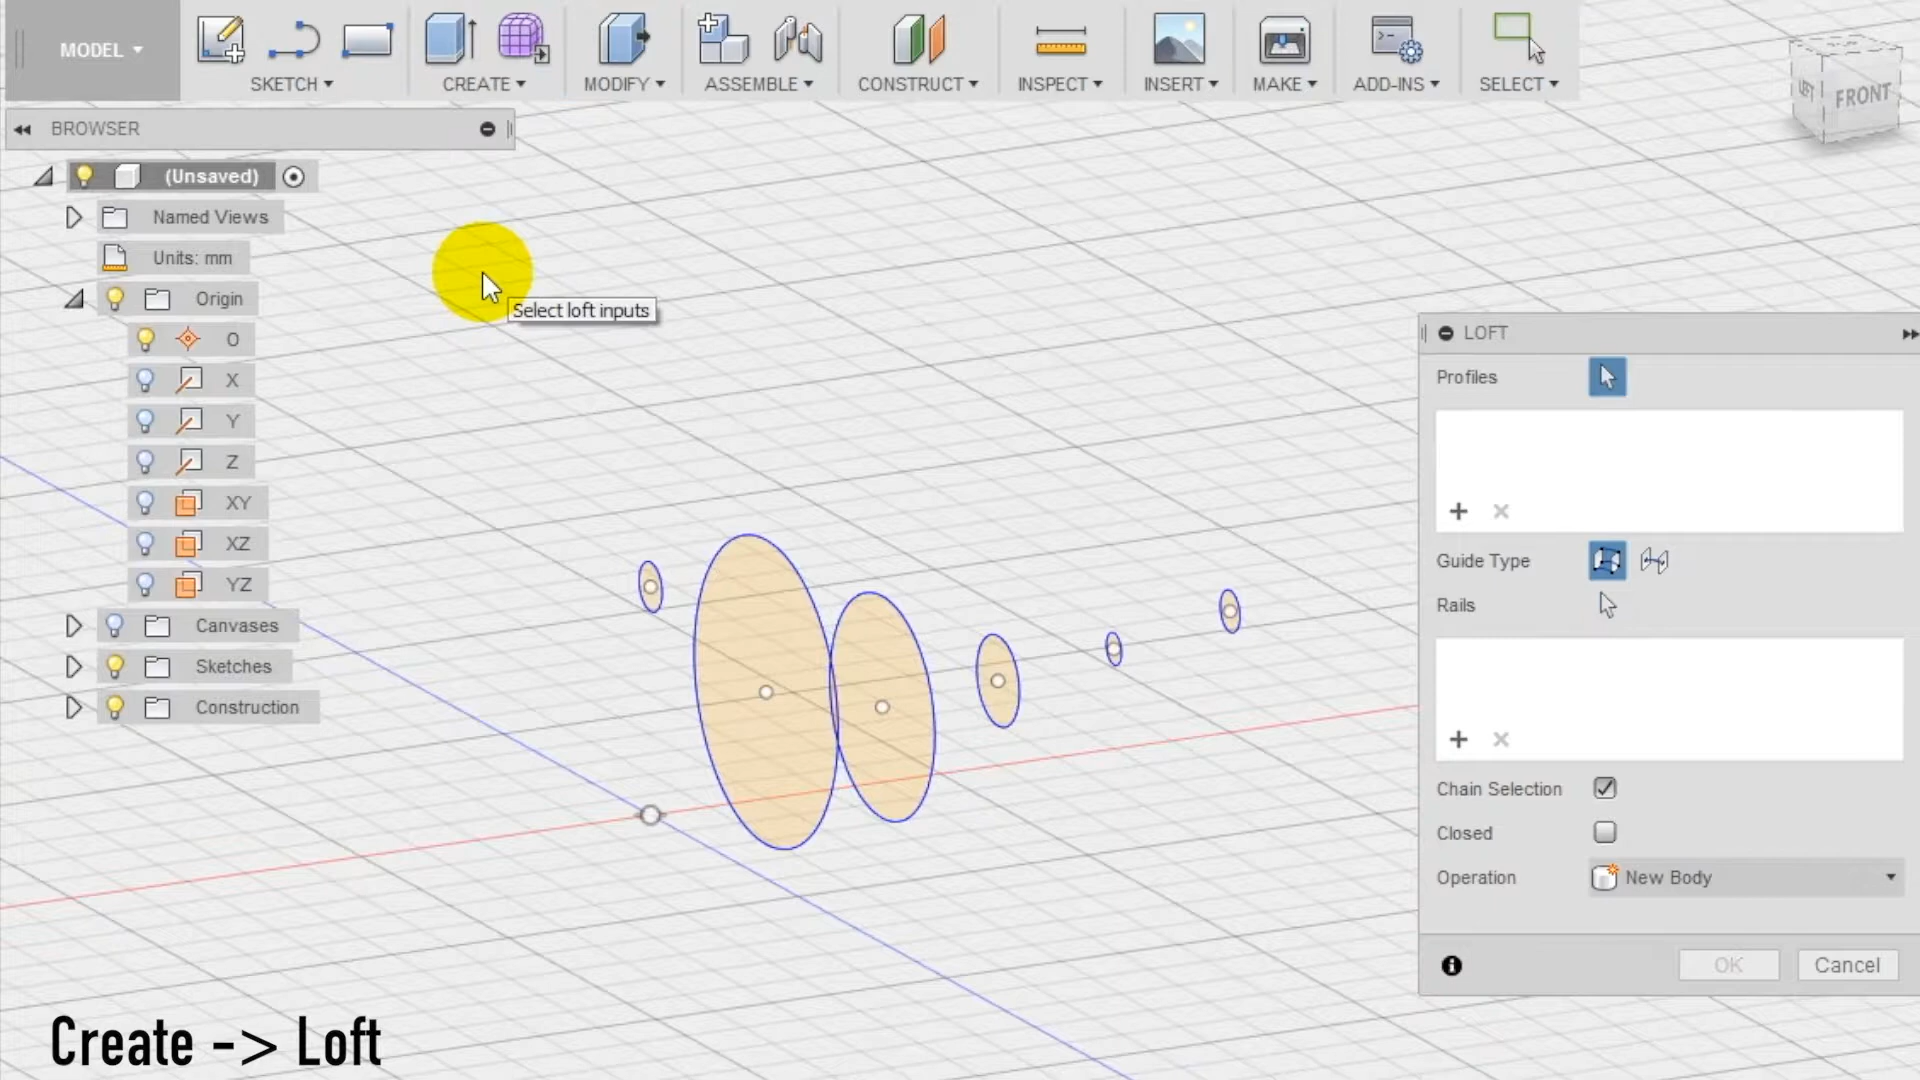 MODEL
SKETCH
CREATE
MODIFY
ASSEMBLE
CONSTRUCT
INSPECT
INSERT
MAKE
ADD-INS
SELECT
LEFT
FRONT
BROWSER
(Unsaved)
Named Views
Units: mm
Origin
O
X
Y
Z
XY
XZ
YZ
Canvases
Sketches
Construction
Select loft inputs
LOFT
Profiles
Guide Type
Rails
Chain Selection
Closed
Operation New Body
OK Cancel
Create -> Loft